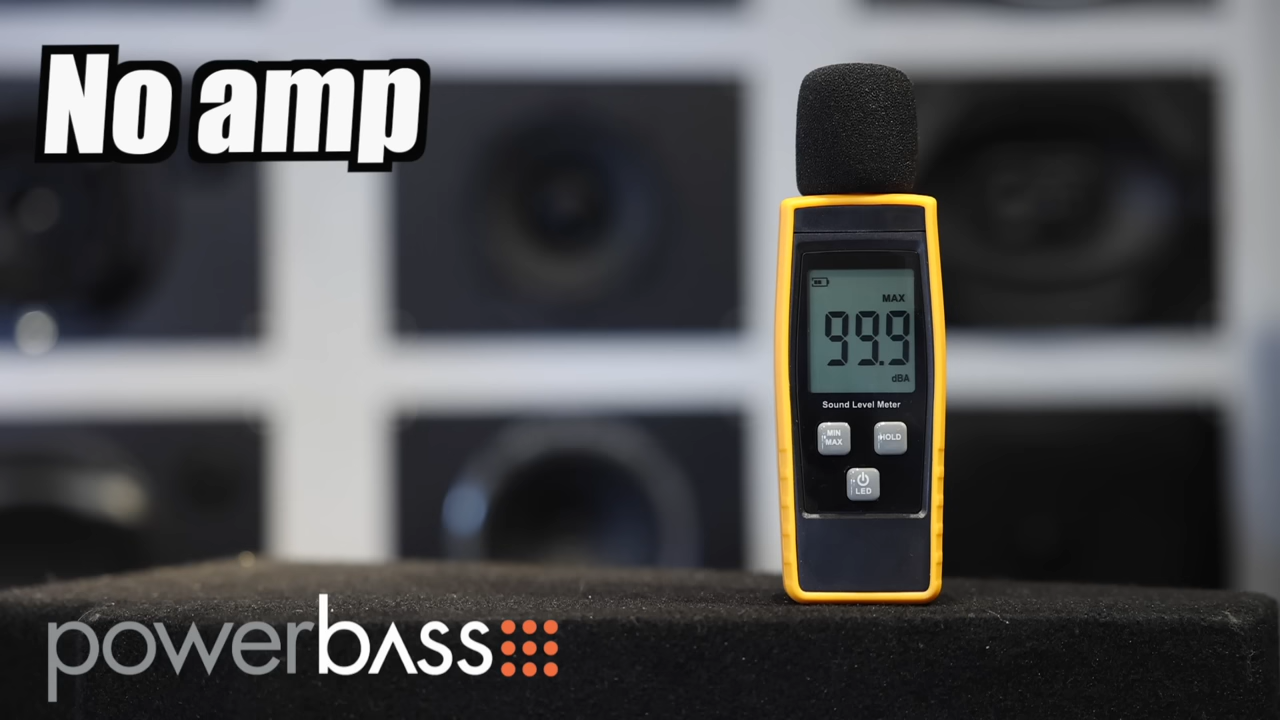 No amp
MAX
99.9
dBA
Sound Level Meter
MIN
MAX
HOLD
LED
powerbass